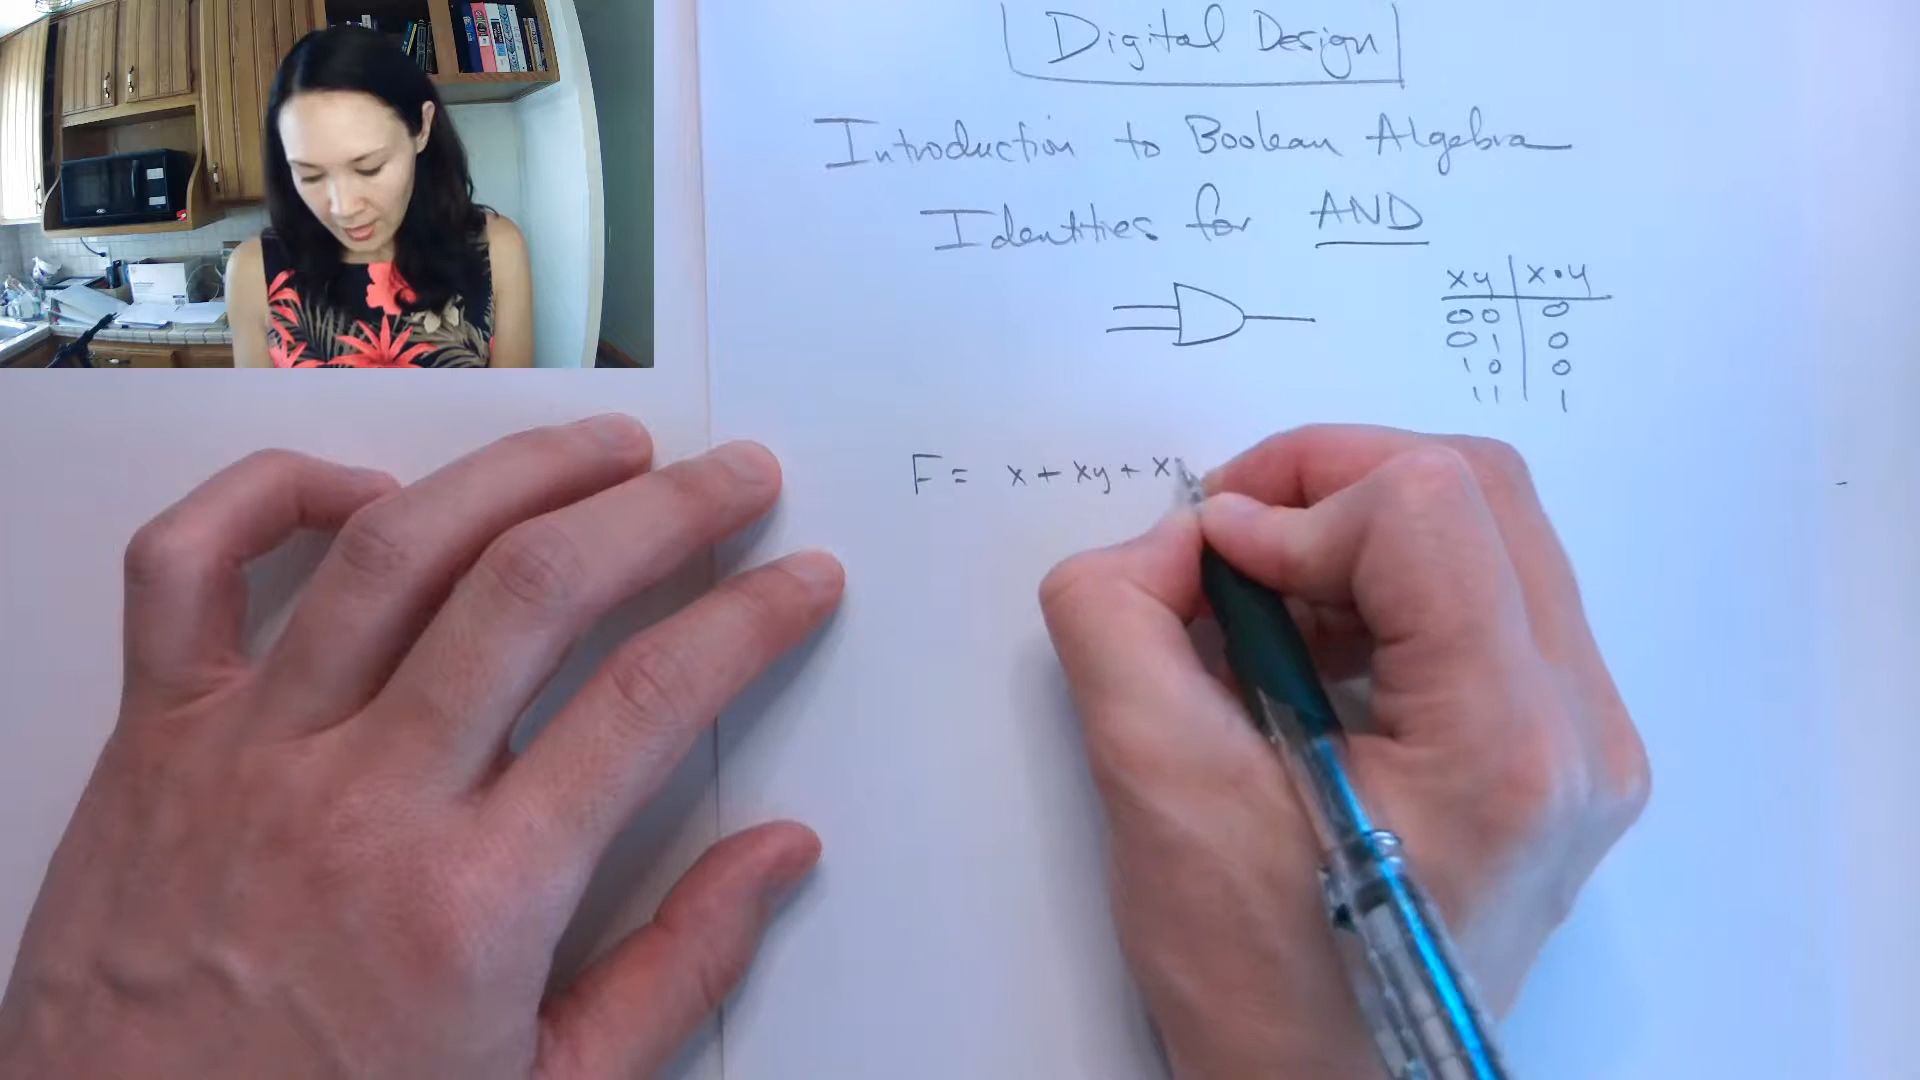 Digital Design
Introduction to Boolean Algebra
Identities for AND
xy | x•y
00 | 0
01 | 0
10 | 0
11 | 1
F = x + xy + x